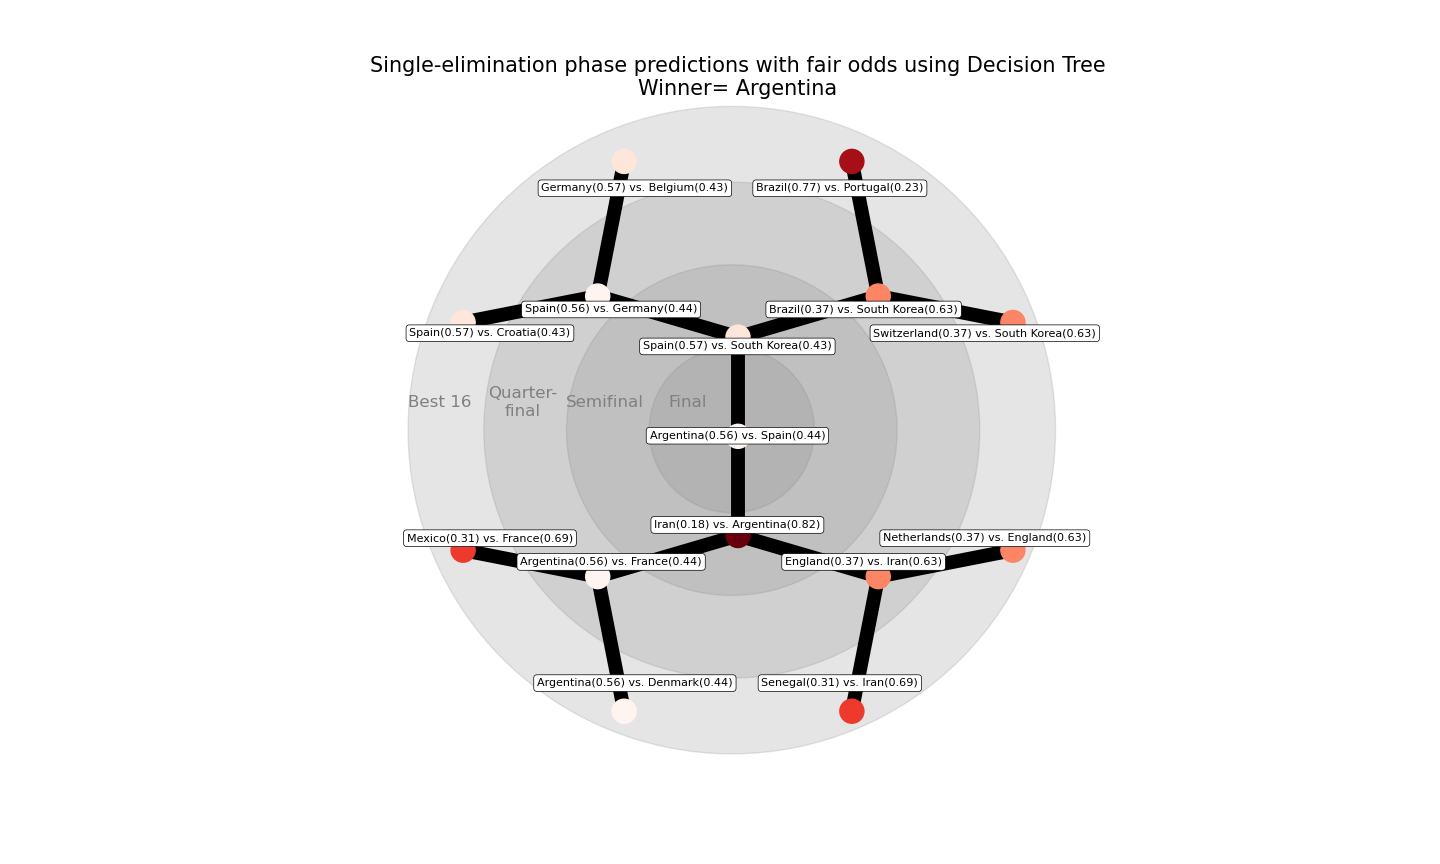 Single-elimination phase predictions with fair odds using Decision Tree
Winner= Argentina
Germany(0.57) vs. Belgium(0.43)
Brazil(0.77) vs. Portugal(0.23)
Spain(0.56) vs. Germany(0.44)
Brazil(0.37) vs. South Korea(0.63)
Spain(0.57) vs. Croatia(0.43)
Switzerland(0.37) vs. South Korea(0.63)
Spain(0.57) vs. South Korea(0.43)
Best 16
Quarter-
final
Semifinal
Final
Argentina(0.56) vs. Spain(0.44)
Iran(0.18) vs. Argentina(0.82)
Mexico(0.31) vs. France(0.69)
Netherlands(0.37) vs. England(0.63)
Argentina(0.56) vs. France(0.44)
England(0.37) vs. Iran(0.63)
Argentina(0.56) vs. Denmark(0.44)
Senegal(0.31) vs. Iran(0.69)